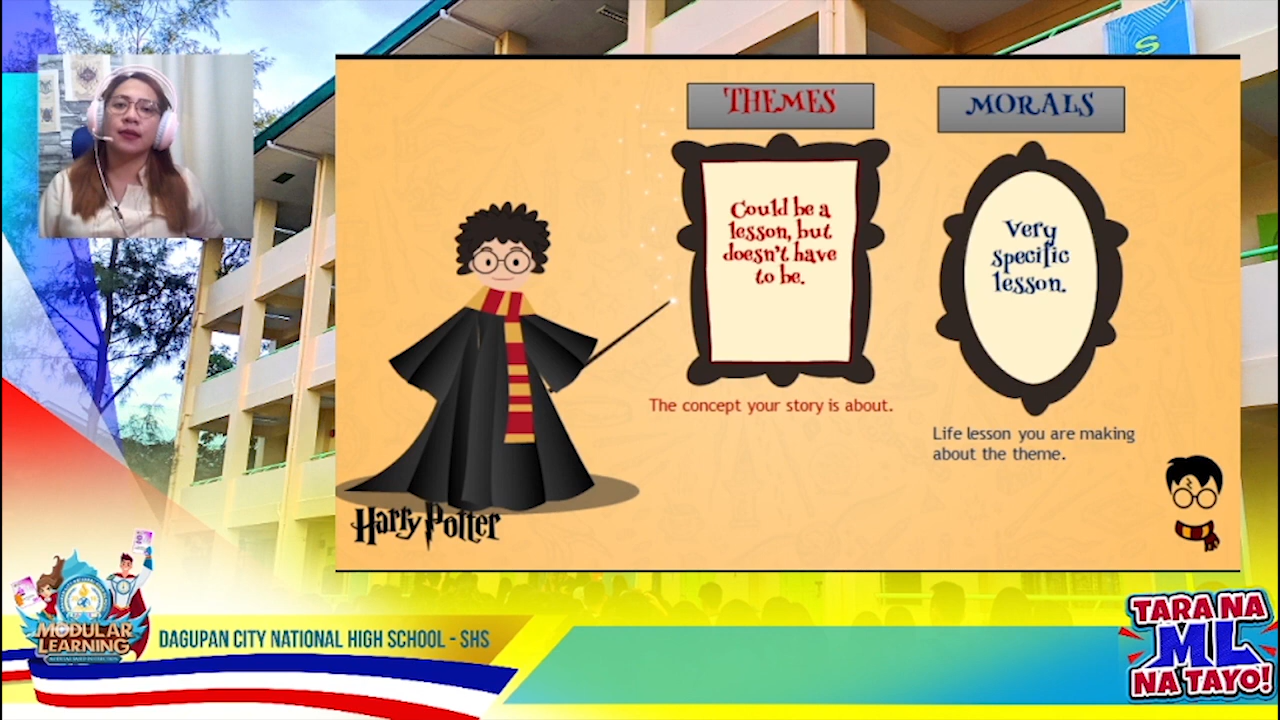 THEMES
MORALS
Could be a
lesson, but
doesn't have
to be.
Very
specific
lesson.
The concept your story is about.
Life lesson you are making
about the theme.
Harry Potter
S
MODULAR
LEARNING
DAGUPAN CITY NATIONAL HIGH SCHOOL - SHS
TARA NA
ML
NA TAYO!